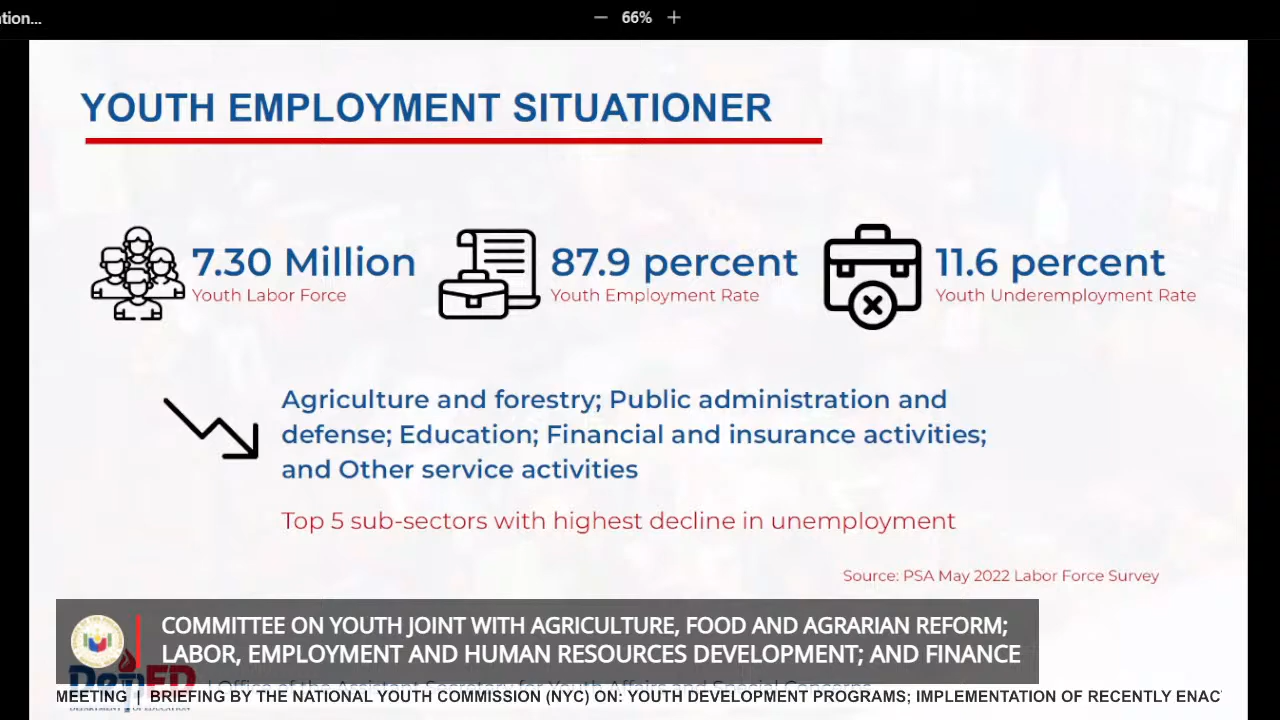 tion...
66%
YOUTH EMPLOYMENT SITUATIONER
7.30 Million
Youth Labor Force
87.9 percent
Youth Employment Rate
11.6 percent
Youth Underemployment Rate
Agriculture and forestry; Public administration and
defense; Education; Financial and insurance activities;
and Other service activities
Top 5 sub-sectors with highest decline in unemployment
Source: PSA May 2022 Labor Force Survey
COMMITTEE ON YOUTH JOINT WITH AGRICULTURE, FOOD AND AGRARIAN REFORM;
LABOR, EMPLOYMENT AND HUMAN RESOURCES DEVELOPMENT; AND FINANCE
DepED
MEETING | BRIEFING BY THE NATIONAL YOUTH COMMISSION (NYC) ON: YOUTH DEVELOPMENT PROGRAMS; IMPLEMENTATION OF RECENTLY ENAC
DEPARTMENT OF EDUCATION